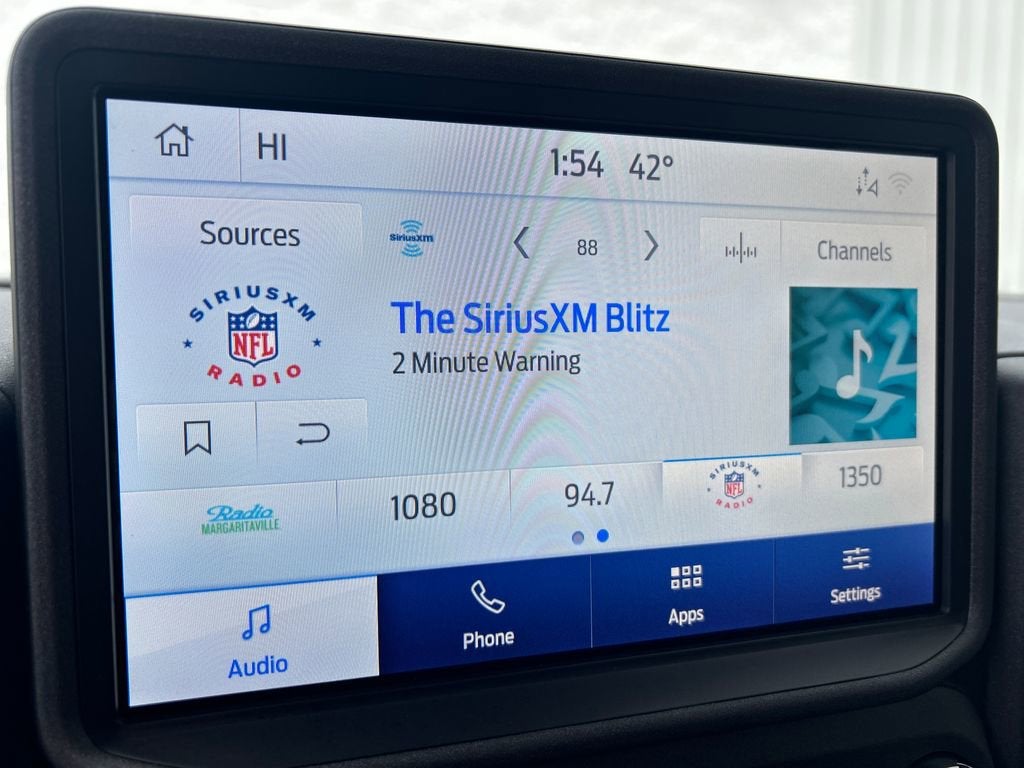 HI
1:54 42°
Sources
SiriusXM
88
Channels
SIRIUSXM
NFL
RADIO
The SiriusXM Blitz
2 Minute Warning
Radio
MARGARITAVILLE
1080
94.7
SIRIUSXM
NFL
RADIO
1350
Audio
Phone
Apps
Settings